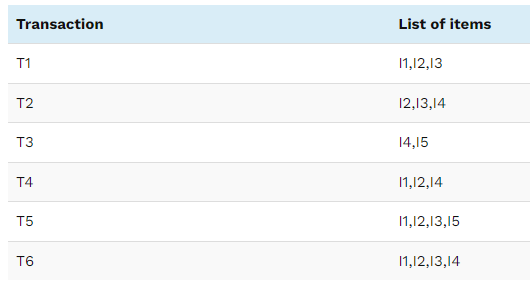 Transaction List of items
T1 I1,I2,I3
T2 I2,I3,I4
T3 I4,I5
T4 I1,I2,I4
T5 I1,I2,I3,I5
T6 I1,I2,I3,I4